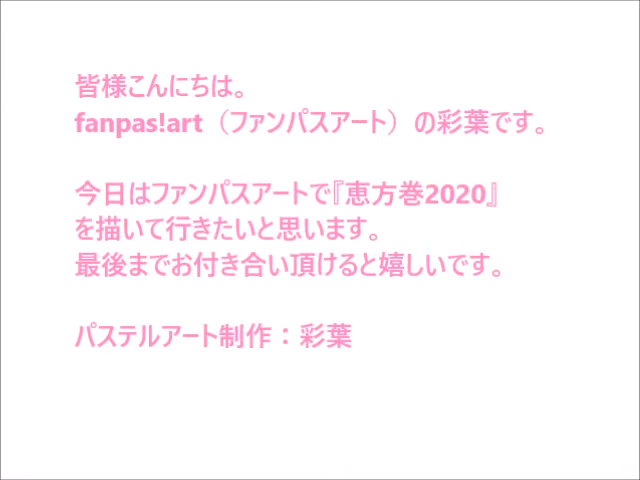 皆様こんにちは。
fanpas!art（ファンパスアート）の彩葉です。
今日はファンパスアートで『恵方巻2020』
を描いて行きたいと思います。
最後までお付き合い頂けると嬉しいです。
パステルアート制作：彩葉